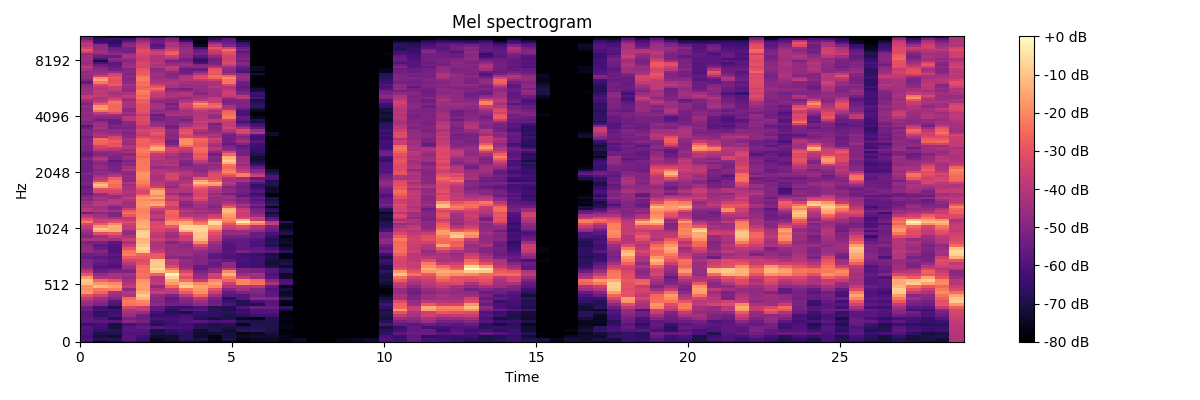 Mel spectrogram
8192
4096
2048
1024
512
0
Hz
0 5 10 15 20 25
Time
+0 dB
-10 dB
-20 dB
-30 dB
-40 dB
-50 dB
-60 dB
-70 dB
-80 dB